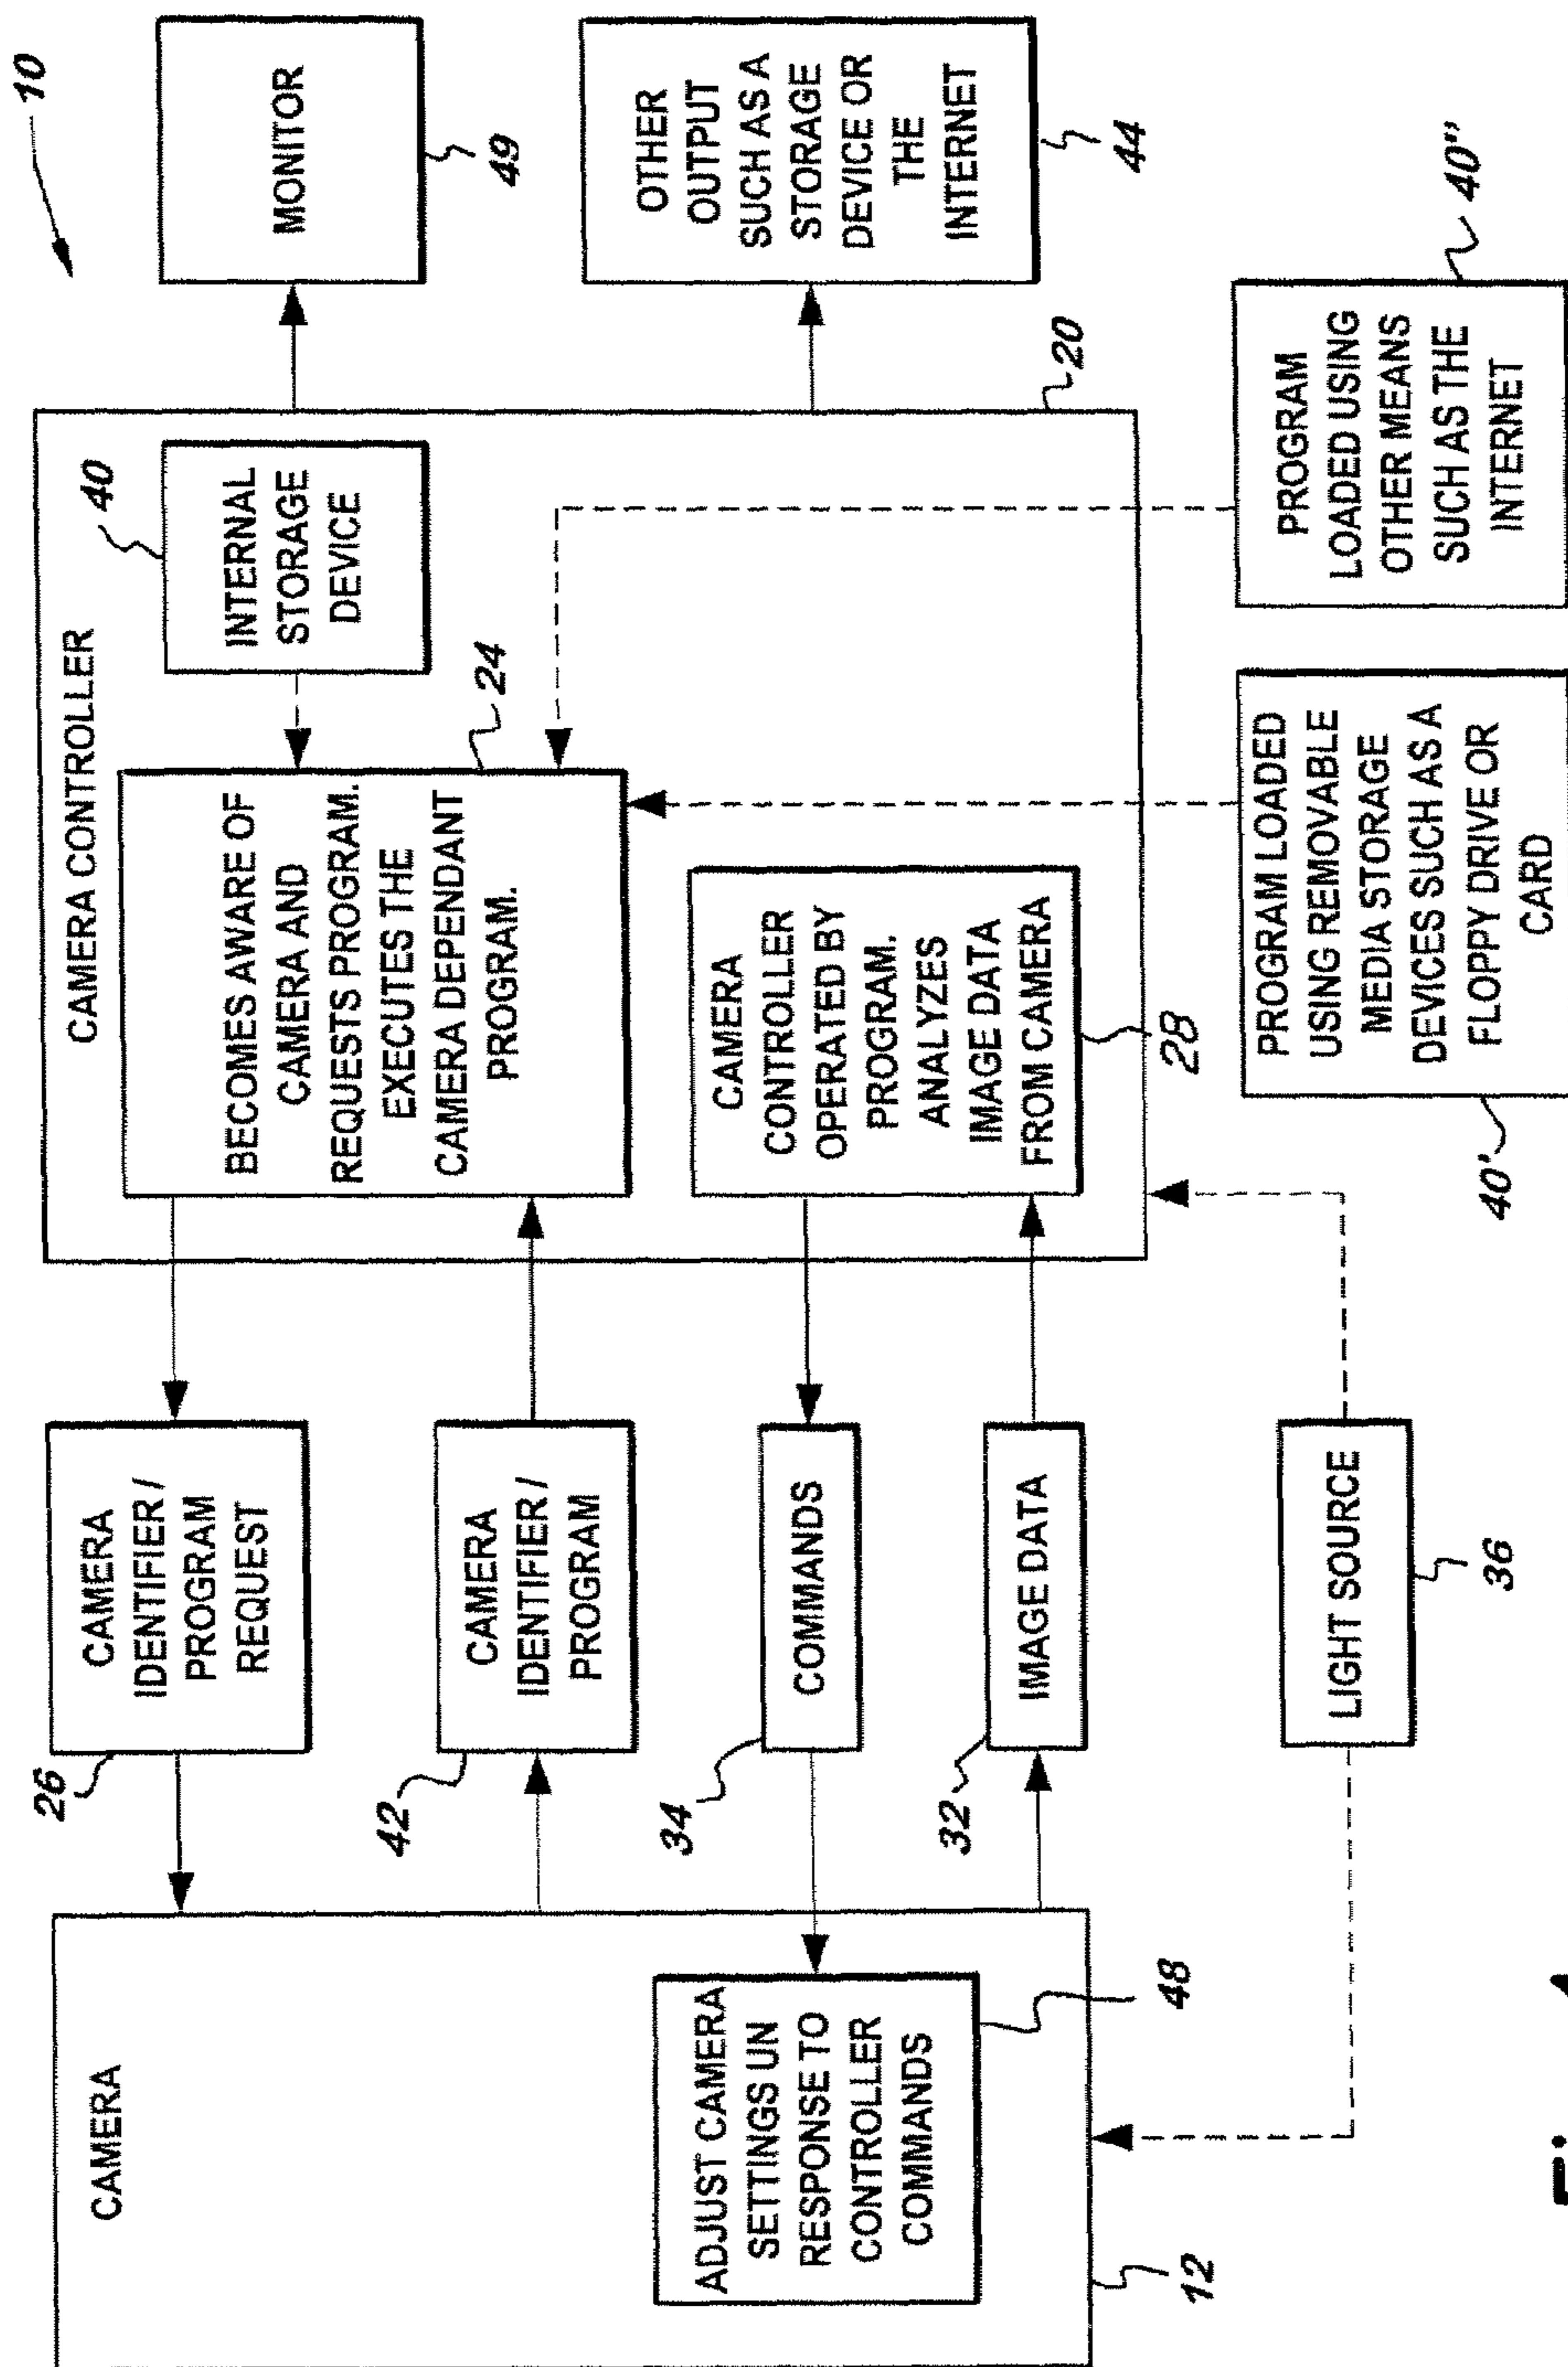 10
CAMERA
ADJUST CAMERA
SETTINGS UN
RESPONSE TO
CONTROLLER
COMMANDS
48
12
CAMERA
IDENTIFIER /
PROGRAM
REQUEST
26
CAMERA
IDENTIFIER /
PROGRAM
42
COMMANDS
34
IMAGE DATA
32
LIGHT SOURCE
36
CAMERA CONTROLLER
BECOMES AWARE OF
CAMERA AND
REQUESTS PROGRAM.
EXECUTES THE
CAMERA DEPENDANT
PROGRAM.
24
INTERNAL
STORAGE
DEVICE
40
CAMERA
CONTROLLER
OPERATED BY
PROGRAM.
ANALYZES
IMAGE DATA
FROM CAMERA
28
20
MONITOR
49
OTHER
OUTPUT
SUCH AS A
STORAGE
DEVICE OR
THE
INTERNET
44
PROGRAM LOADED
USING REMOVABLE
MEDIA STORAGE
DEVICES SUCH AS A
FLOPPY DRIVE OR
CARD
40'
PROGRAM
LOADED USING
OTHER MEANS
SUCH AS THE
INTERNET
40"